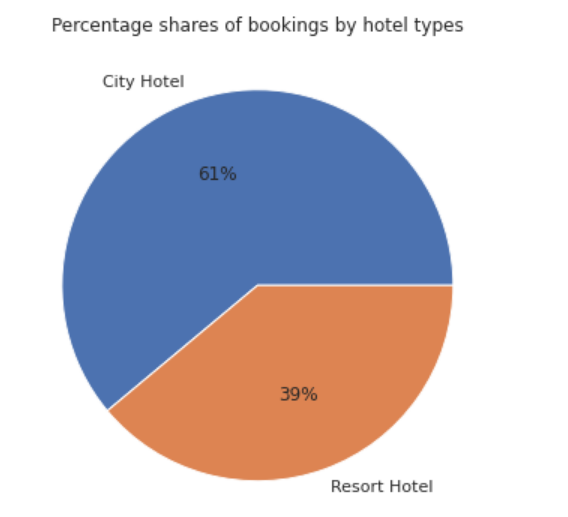 Percentage shares of bookings by hotel types
City Hotel
61%
39%
Resort Hotel